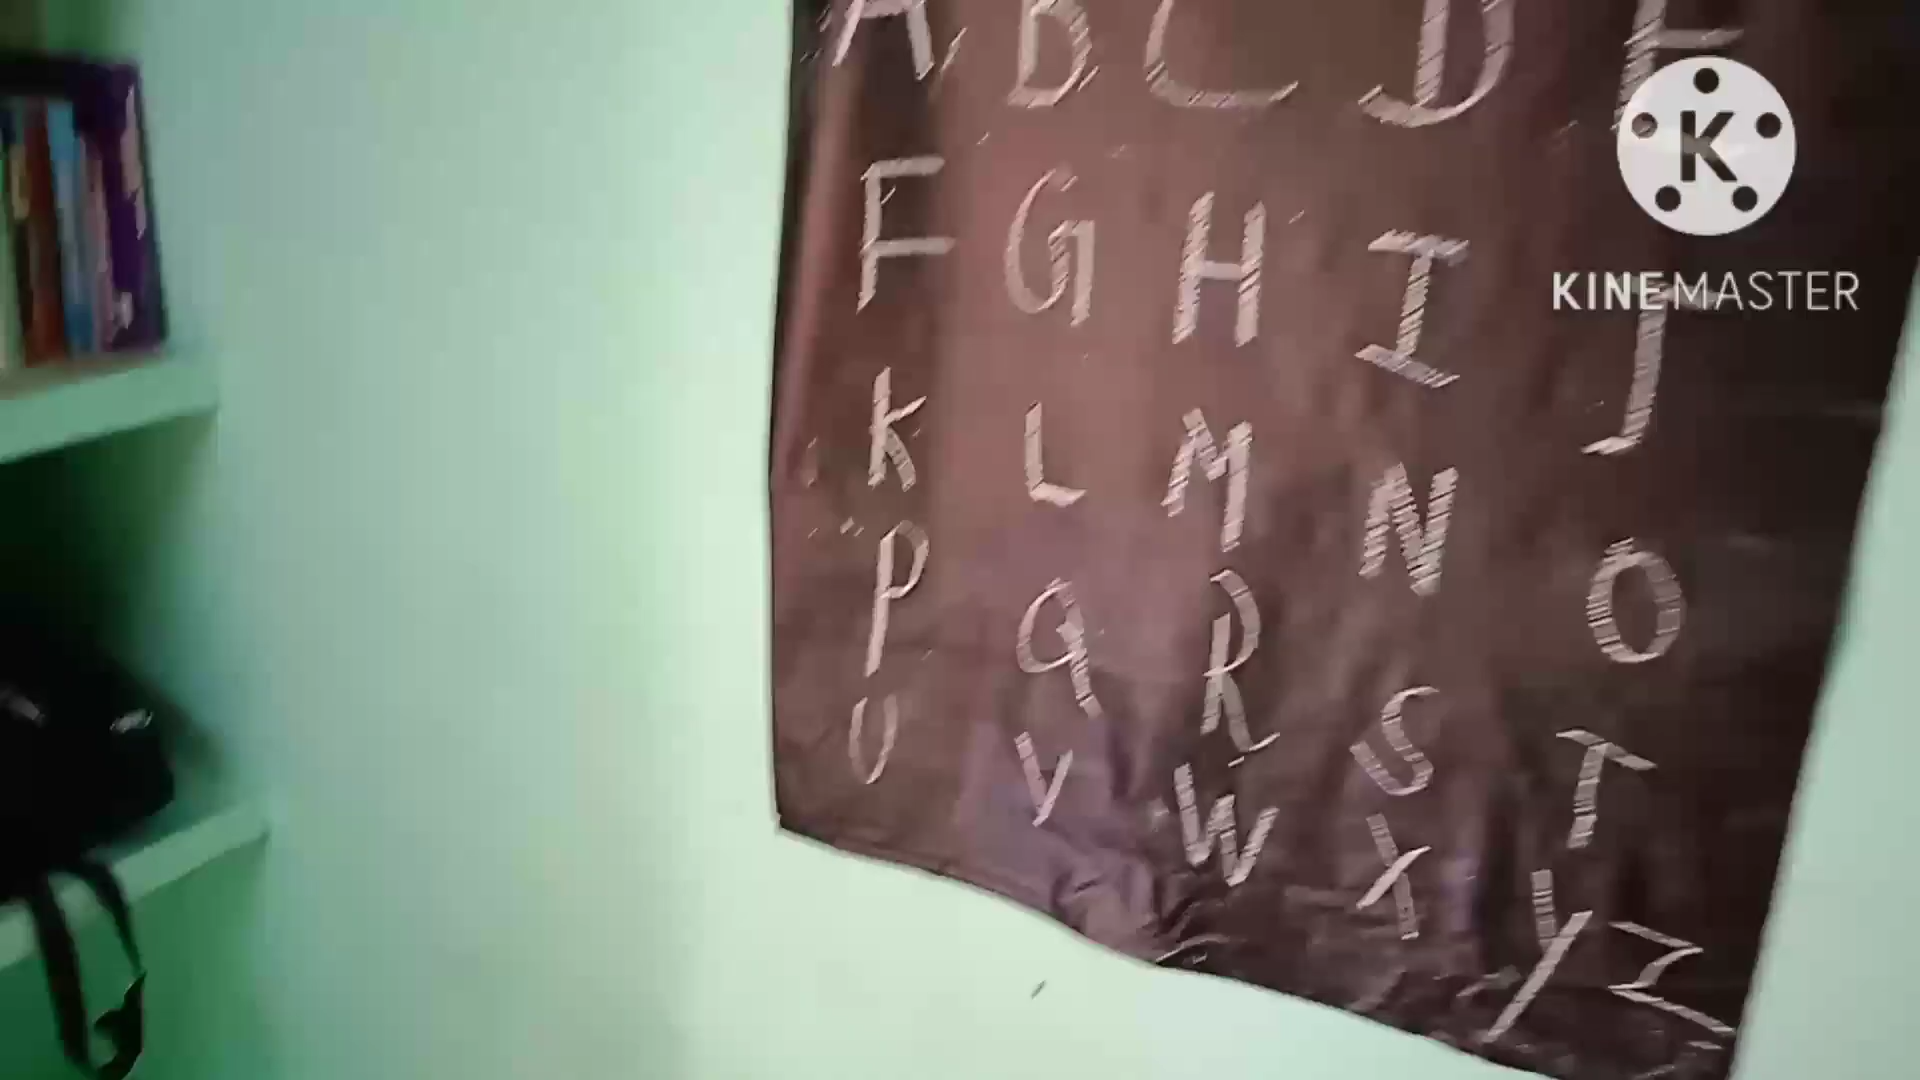 A B C D E
F G H I J
K L M N O
P Q R S T
U V W X Y Z
K
KINEMASTER